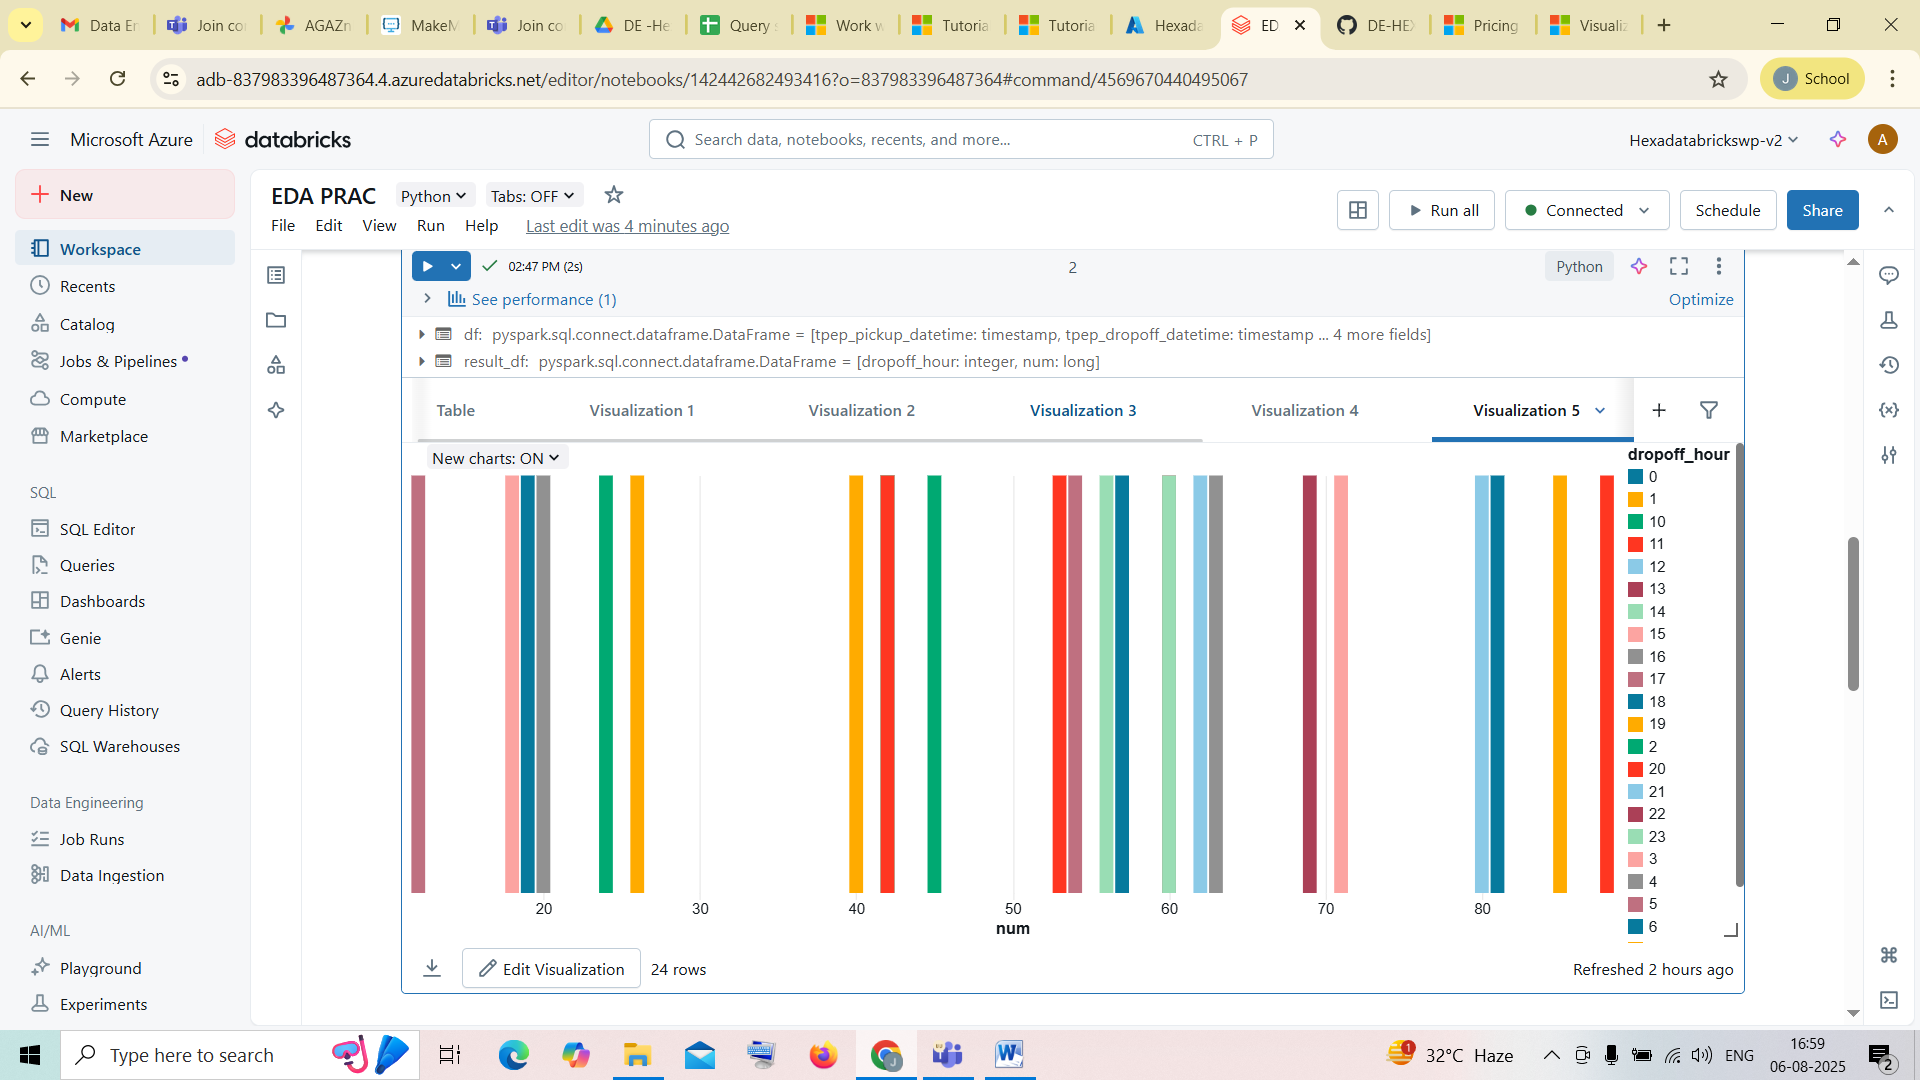 Data En
Join co
AGAZn
MakeM
Join co
DE -He
Query s
Work w
Tutoria
Tutoria
Hexada
ED
DE-HEX
Pricing
Visualiz
adb-837983396487364.4.azuredatabricks.net/editor/notebooks/142442682493416?o=837983396487364#command/4569670440495067
J School
Microsoft Azure databricks
Search data, notebooks, recents, and more... CTRL + P
Hexadatabrickswp-v2
A
New
Workspace
Recents
Catalog
Jobs & Pipelines
Compute
Marketplace
SQL
SQL Editor
Queries
Dashboards
Genie
Alerts
Query History
SQL Warehouses
Data Engineering
Job Runs
Data Ingestion
AI/ML
Playground
Experiments
EDA PRAC Python Tabs: OFF
File Edit View Run Help Last edit was 4 minutes ago
Run all
Connected
Schedule
Share
02:47 PM (2s) 2 Python
See performance (1) Optimize
df: pyspark.sql.connect.dataframe.DataFrame = [tpep_pickup_datetime: timestamp, tpep_dropoff_datetime: timestamp ... 4 more fields]
result_df: pyspark.sql.connect.dataframe.DataFrame = [dropoff_hour: integer, num: long]
Table Visualization 1 Visualization 2 Visualization 3 Visualization 4 Visualization 5
New charts: ON
dropoff_hour
0
1
10
11
12
13
14
15
16
17
18
19
2
20
21
22
23
3
4
5
6
20 30 40 50 60 70 80
num
Edit Visualization 24 rows Refreshed 2 hours ago
Type here to search
1
32°C Haze
ENG
16:59
06-08-2025
2